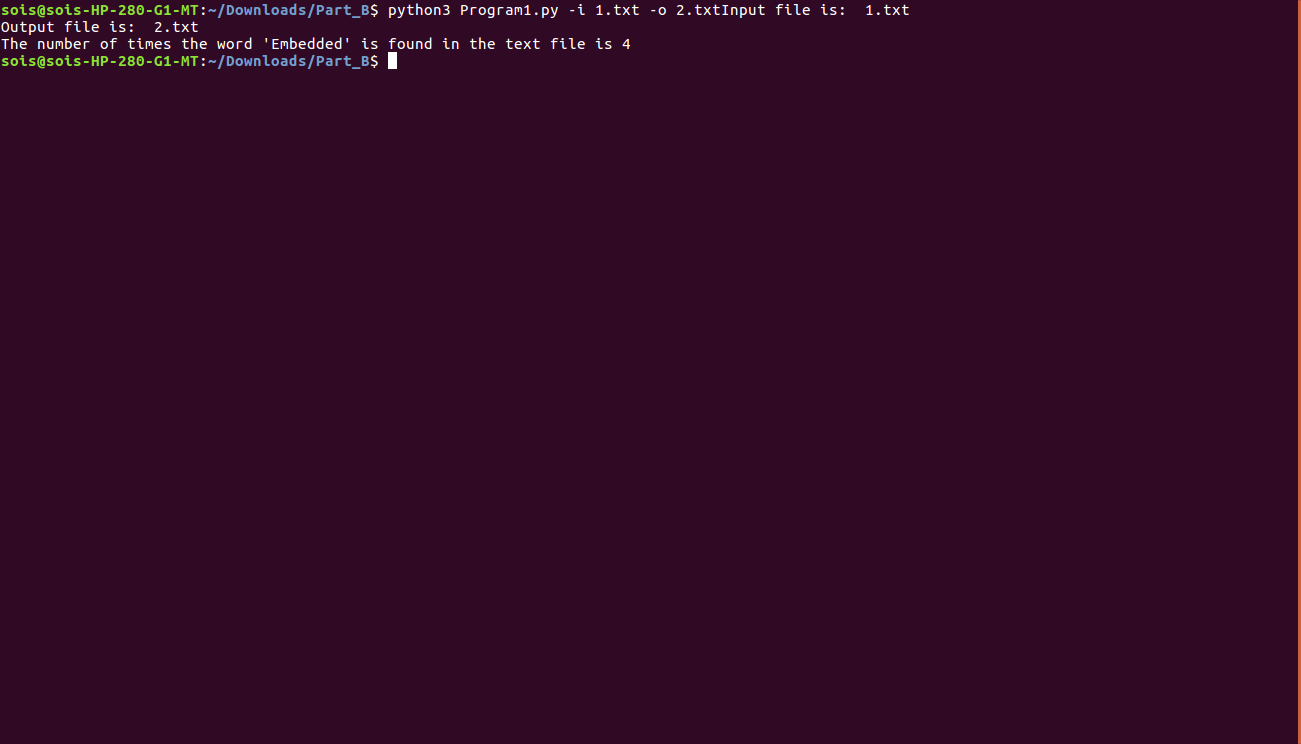 sois@sois-HP-280-G1-MT:~/Downloads/Part_B$ python3 Program1.py -i 1.txt -o 2.txtInput file is:  1.txt
Output file is:  2.txt
The number of times the word 'Embedded' is found in the text file is 4
sois@sois-HP-280-G1-MT:~/Downloads/Part_B$